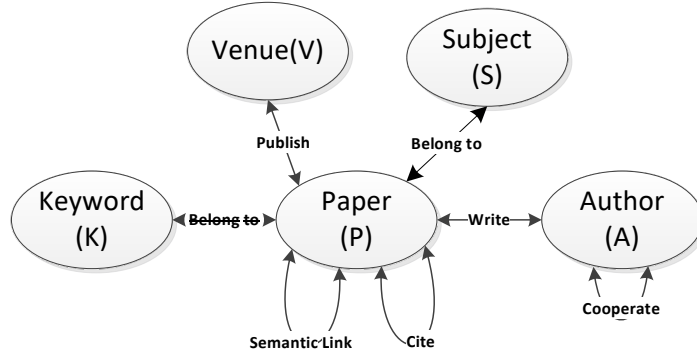 Venue(V)
Subject
(S)
Publish
Belong to
Keyword
(K)
Belong to
Paper
(P)
Write
Author
(A)
Cooperate
Semantic Link
Cite